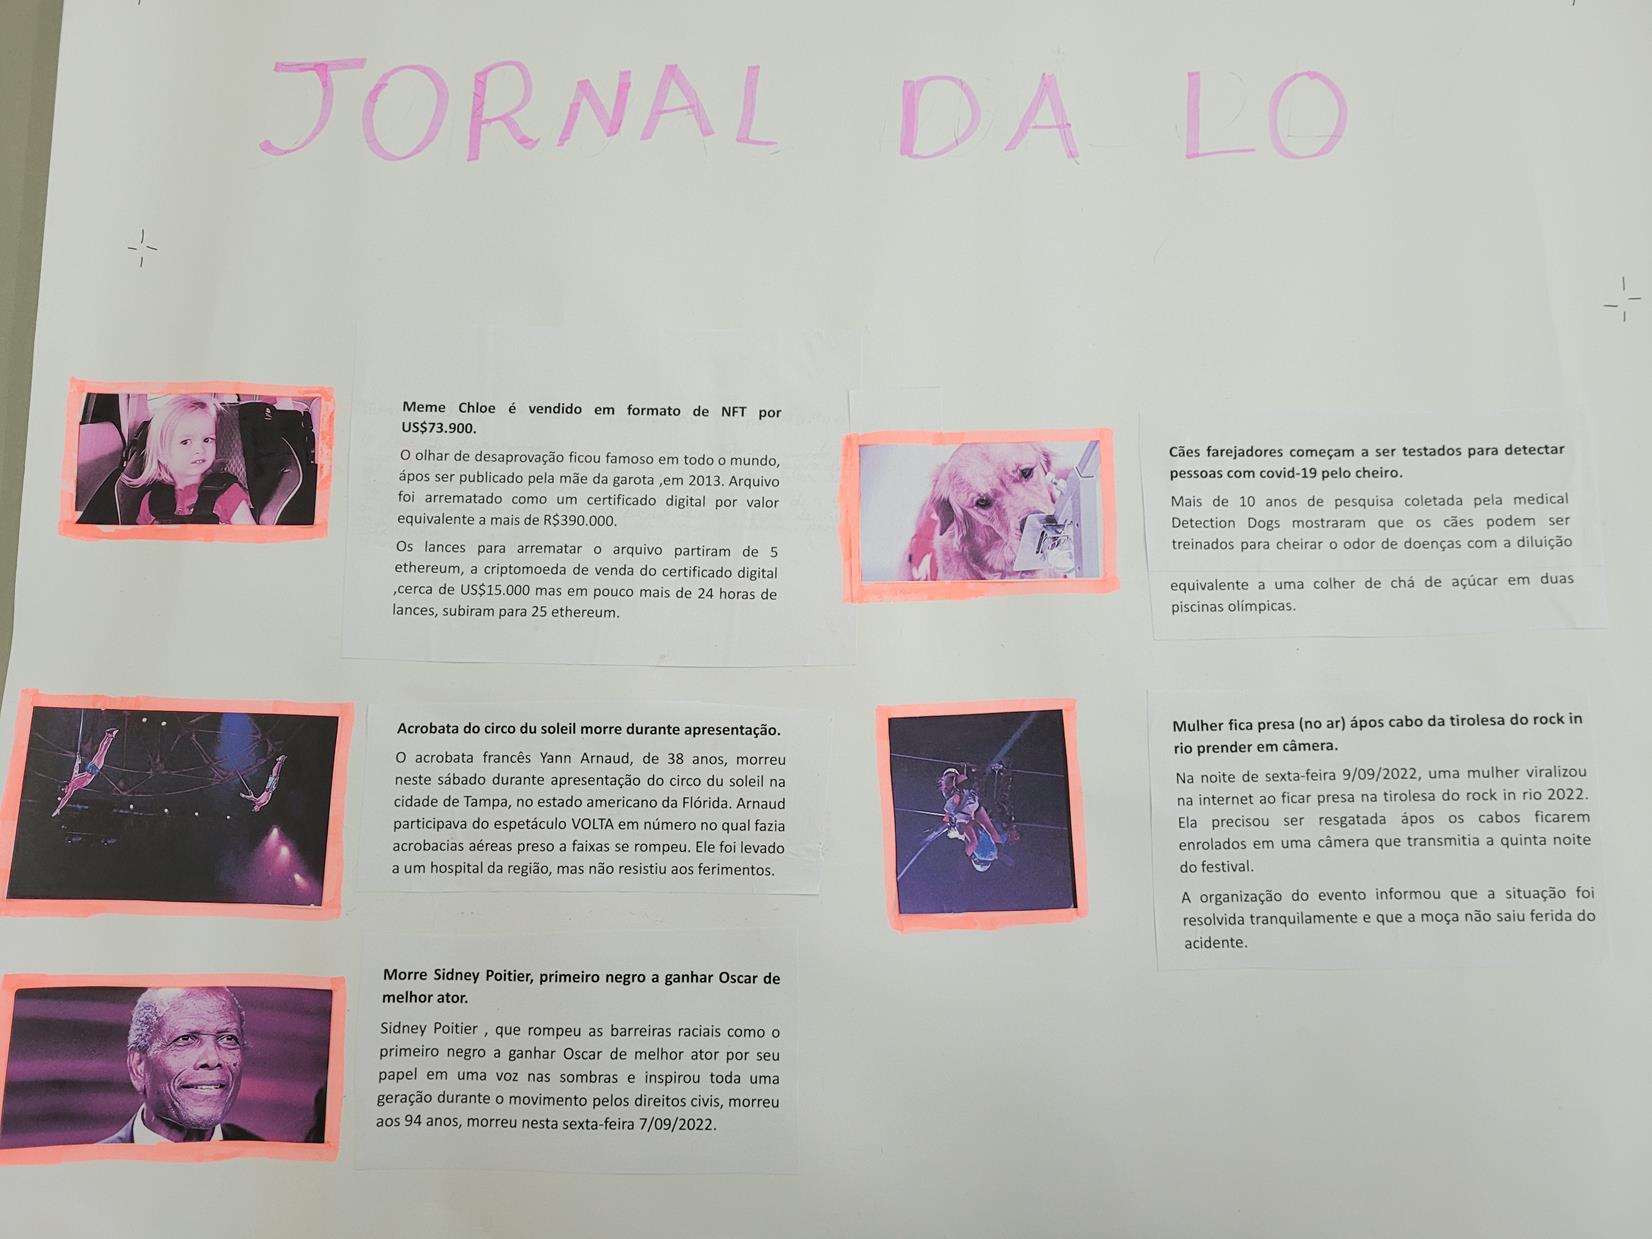 JORNAL DA LO
Meme Chloe é vendido em formato de NFT por
US$73.900.
O olhar de desaprovação ficou famoso em todo o mundo,
ápos ser publicado pela mãe da garota ,em 2013. Arquivo
foi arrematado como um certificado digital por valor
equivalente a mais de R$390.000.
Os lances para arrematar o arquivo partiram de 5
ethereum, a criptomoeda de venda do certificado digital
,cerca de US$15.000 mas em pouco mais de 24 horas de
lances, subiram para 25 ethereum.
Cães farejadores começam a ser testados para detectar
pessoas com covid-19 pelo cheiro.
Mais de 10 anos de pesquisa coletada pela medical
Detection Dogs mostraram que os cães podem ser
treinados para cheirar o odor de doenças com a diluição
equivalente a uma colher de chá de açúcar em duas
piscinas olímpicas.
Acrobata do circo du soleil morre durante apresentação.
O acrobata francês Yann Arnaud, de 38 anos, morreu
neste sábado durante apresentação do circo du soleil na
cidade de Tampa, no estado americano da Flórida. Arnaud
participava do espetáculo VOLTA em número no qual fazia
acrobacias aéreas preso a faixas se rompeu. Ele foi levado
a um hospital da região, mas não resistiu aos ferimentos.
Mulher fica presa (no ar) ápos cabo da tirolesa do rock in
rio prender em câmera.
Na noite de sexta-feira 9/09/2022, uma mulher viralizou
na internet ao ficar presa na tirolesa do rock in rio 2022.
Ela precisou ser resgatada ápos os cabos ficarem
enrolados em uma câmera que transmitia a quinta noite
do festival.
A organização do evento informou que a situação foi
resolvida tranquilamente e que a moça não saiu ferida do
acidente.
Morre Sidney Poitier, primeiro negro a ganhar Oscar de
melhor ator.
Sidney Poitier , que rompeu as barreiras raciais como o
primeiro negro a ganhar Oscar de melhor ator por seu
papel em uma voz nas sombras e inspirou toda uma
geração durante o movimento pelos direitos civis, morreu
aos 94 anos, morreu nesta sexta-feira 7/09/2022.